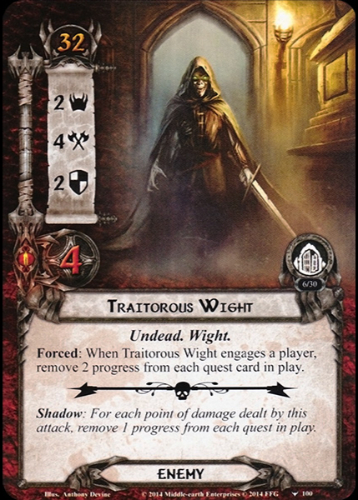 32
2
4
2
4
6/30
Traitorous Wight
Undead. Wight.
Forced: When Traitorous Wight engages a player,
remove 2 progress from each quest card in play.
Shadow: For each point of damage dealt by this
attack, remove 1 progress from each quest card in play.
ENEMY
Illus. Anthony Devine © 2014 Middle-earth Enterprises © 2014 FFG 100